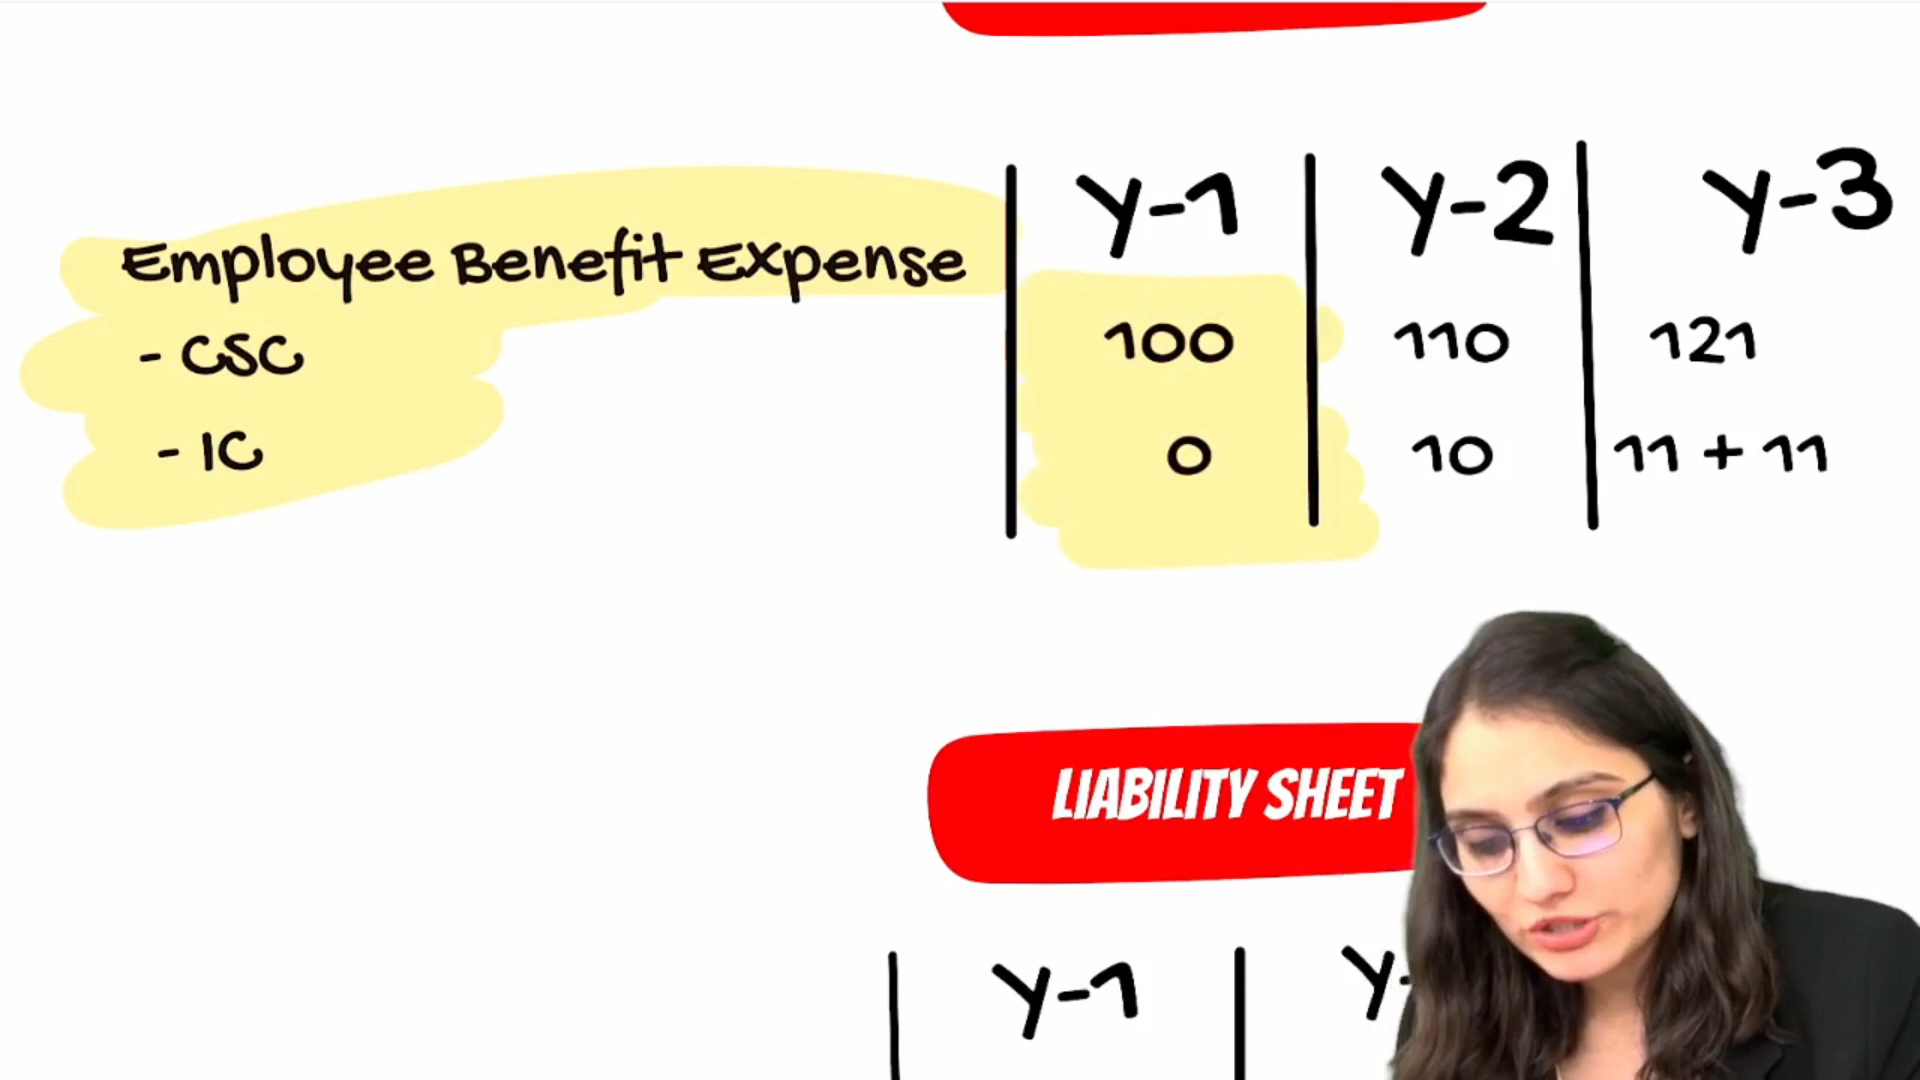 Y-1 Y-2 Y-3
Employee Benefit Expense
- CSC 100 110 121
- IC 0 10 11 + 11
LIABILITY SHEET
Y-1 Y-